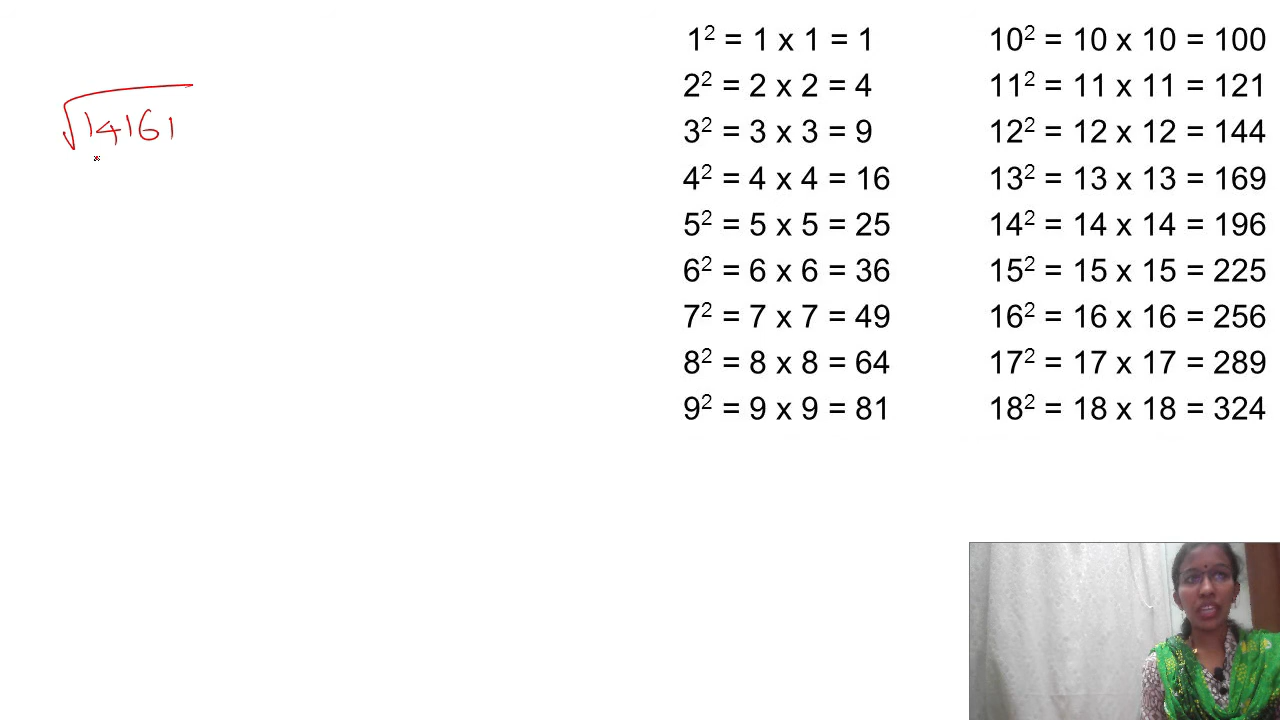 √14161
1² = 1 x 1 = 1
2² = 2 x 2 = 4
3² = 3 x 3 = 9
4² = 4 x 4 = 16
5² = 5 x 5 = 25
6² = 6 x 6 = 36
7² = 7 x 7 = 49
8² = 8 x 8 = 64
9² = 9 x 9 = 81
10² = 10 x 10 = 100
11² = 11 x 11 = 121
12² = 12 x 12 = 144
13² = 13 x 13 = 169
14² = 14 x 14 = 196
15² = 15 x 15 = 225
16² = 16 x 16 = 256
17² = 17 x 17 = 289
18² = 18 x 18 = 324